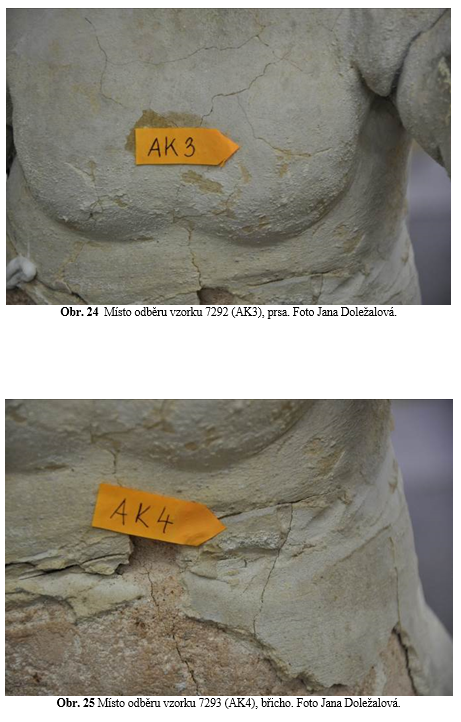 AK3
Obr. 24 Místo odběru vzorku 7292 (AK3), prsa. Foto Jana Doležalová.
AK4
Obr. 25 Místo odběru vzorku 7293 (AK4), břicho. Foto Jana Doležalová.